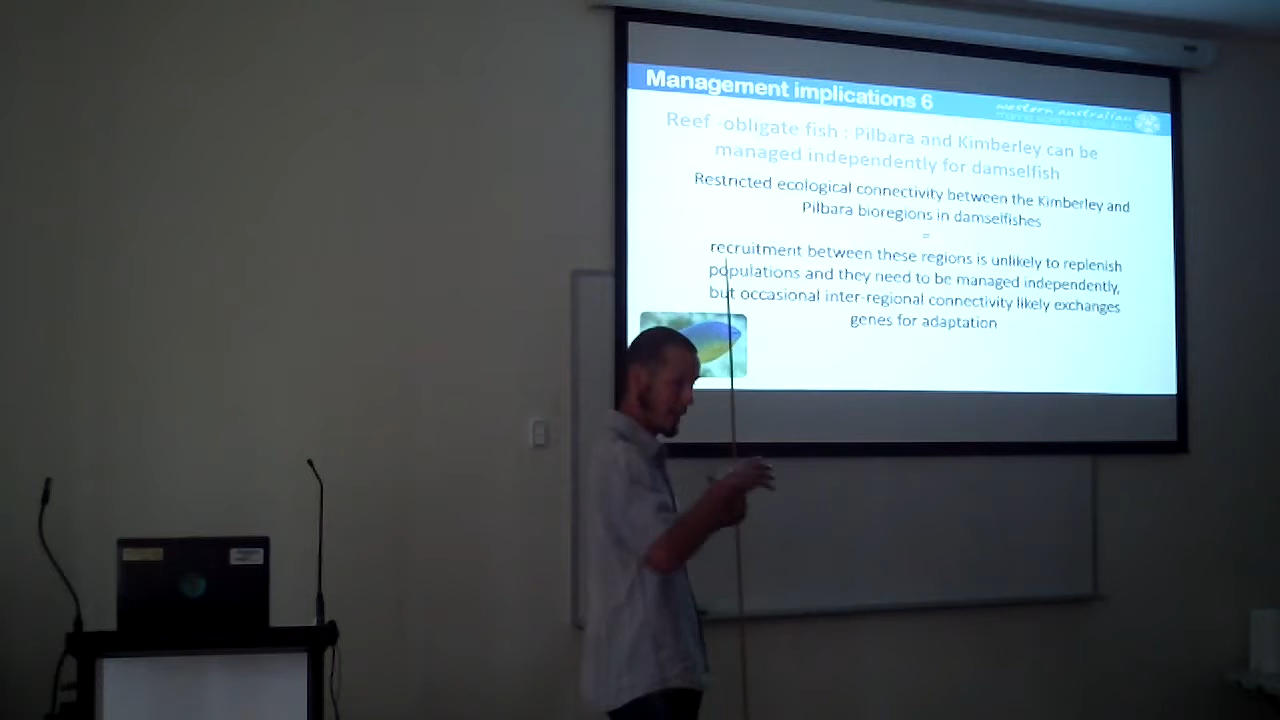 Management implications 6
western australian
Reef obligate fish : Pilbara and Kimberley can be
managed independently for damselfish
Restricted ecological connectivity between the Kimberley and
Pilbara bioregions in damselfishes
=
recruitment between these regions is unlikely to replenish
populations and they need to be managed independently,
but occasional inter-regional connectivity likely exchanges
genes for adaptation